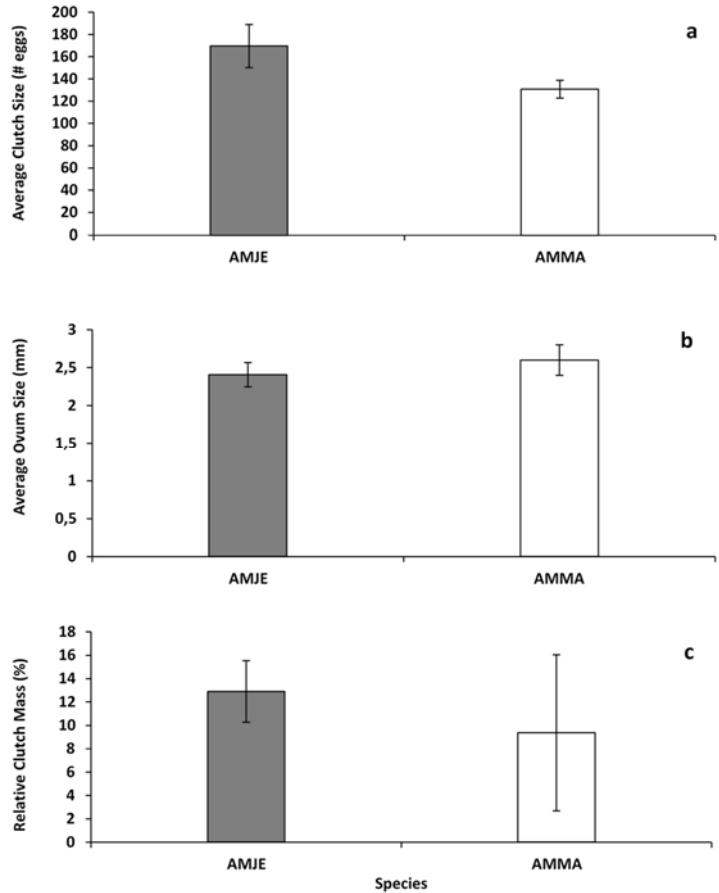 Average Clutch Size (# eggs)
200
180
160
140
120
100
80
60
40
20
0
a
AMJE AMMA
Average Ovum Size (mm)
3
2,5
2
1,5
1
0,5
0
b
AMJE AMMA
Relative Clutch Mass (%)
18
16
14
12
10
8
6
4
2
0
c
AMJE AMMA
Species